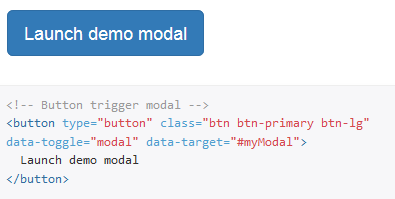 Launch demo modal
<!-- Button trigger modal -->
<button type="button" class="btn btn-primary btn-lg"
data-toggle="modal" data-target="#myModal">
  Launch demo modal
</button>